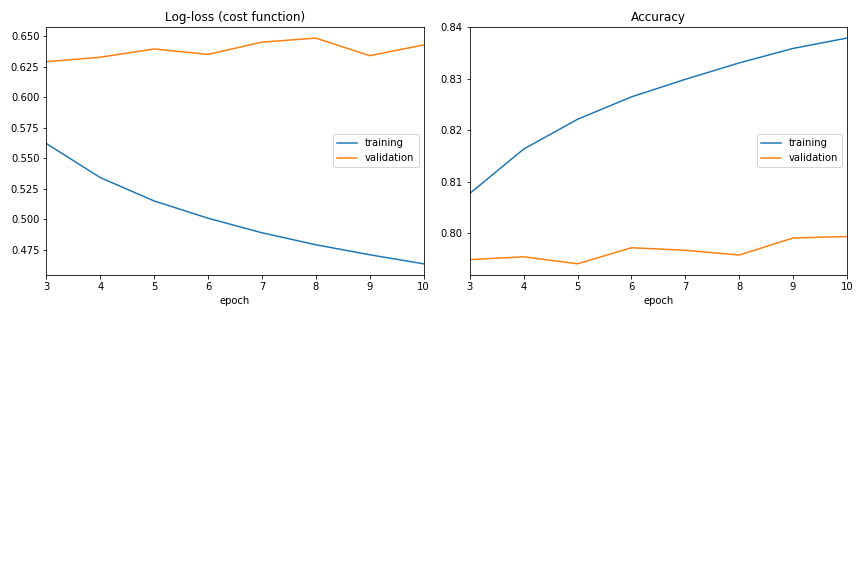 Log-loss (cost function)
0.650
0.625
0.600
0.575
0.550
0.525
0.500
0.475
training
validation
3 4 5 6 7 8 9 10
epoch
Accuracy
0.84
0.83
0.82
0.81
0.80
training
validation
3 4 5 6 7 8 9 10
epoch